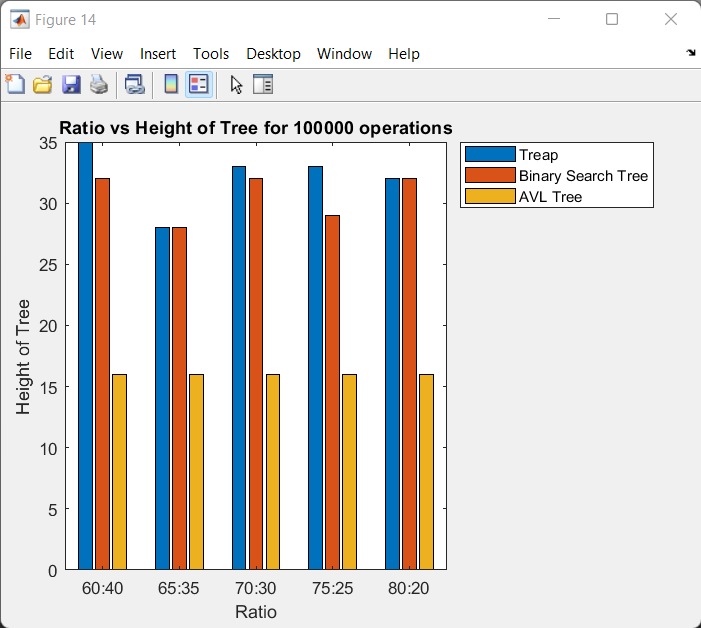 Figure 14
File Edit View Insert Tools Desktop Window Help
Ratio vs Height of Tree for 100000 operations
Treap
Binary Search Tree
AVL Tree
35
30
25
20
15
10
5
0
Height of Tree
60:40 65:35 70:30 75:25 80:20
Ratio